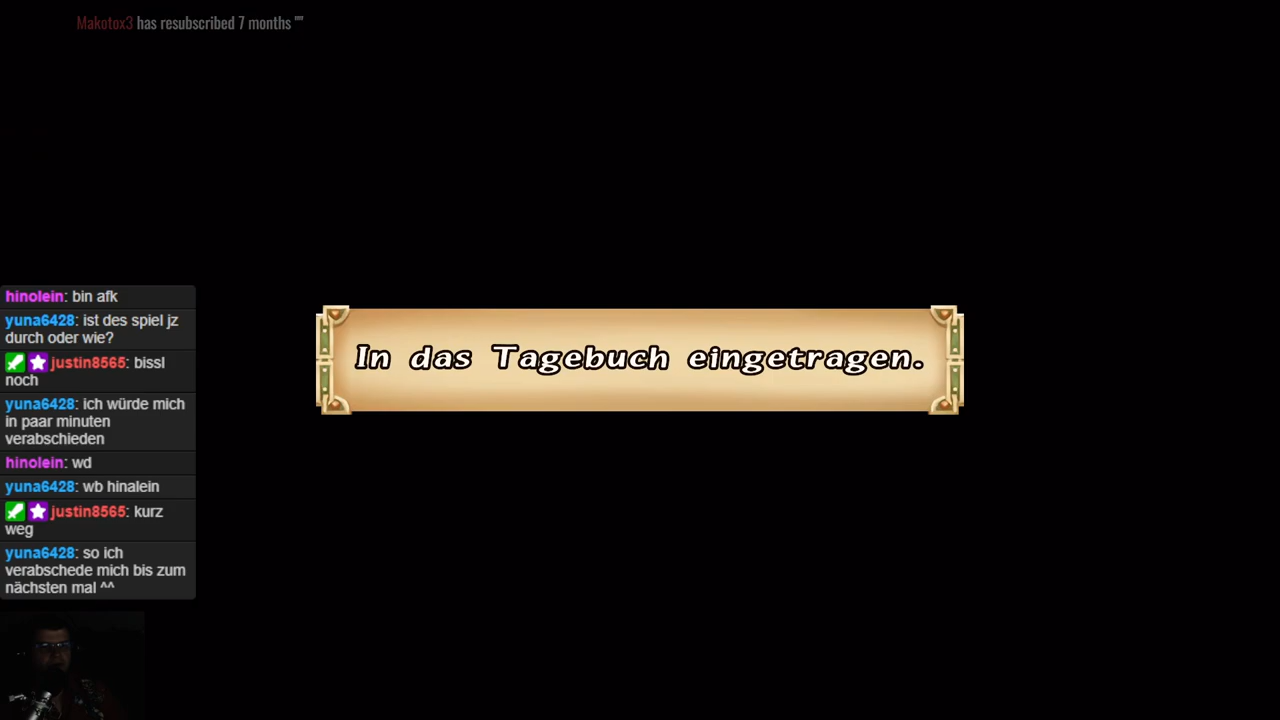 Makotox3 has resubscribed 7 months ""
In das Tagebuch eingetragen.
hinolein: bin afk
yuna6428: ist des spiel jz
durch oder wie?
justin8565: bissl
noch
yuna6428: ich würde mich
in paar minuten
verabschieden
hinolein: wd
yuna6428: wb hinalein
justin8565: kurz
weg
yuna6428: so ich
verabschede mich bis zum
nächsten mal ^^